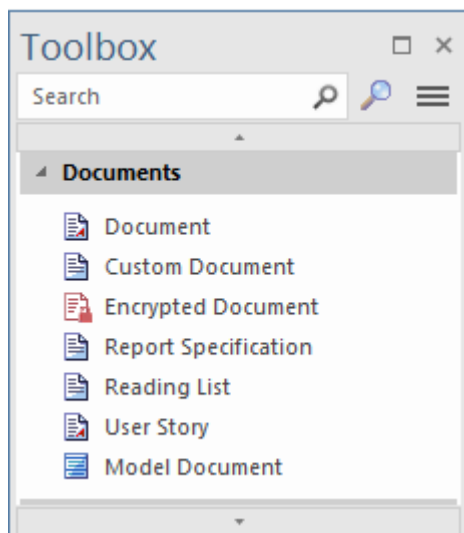 Toolbox
Search
Documents
Document
Custom Document
Encrypted Document
Report Specification
Reading List
User Story
Model Document